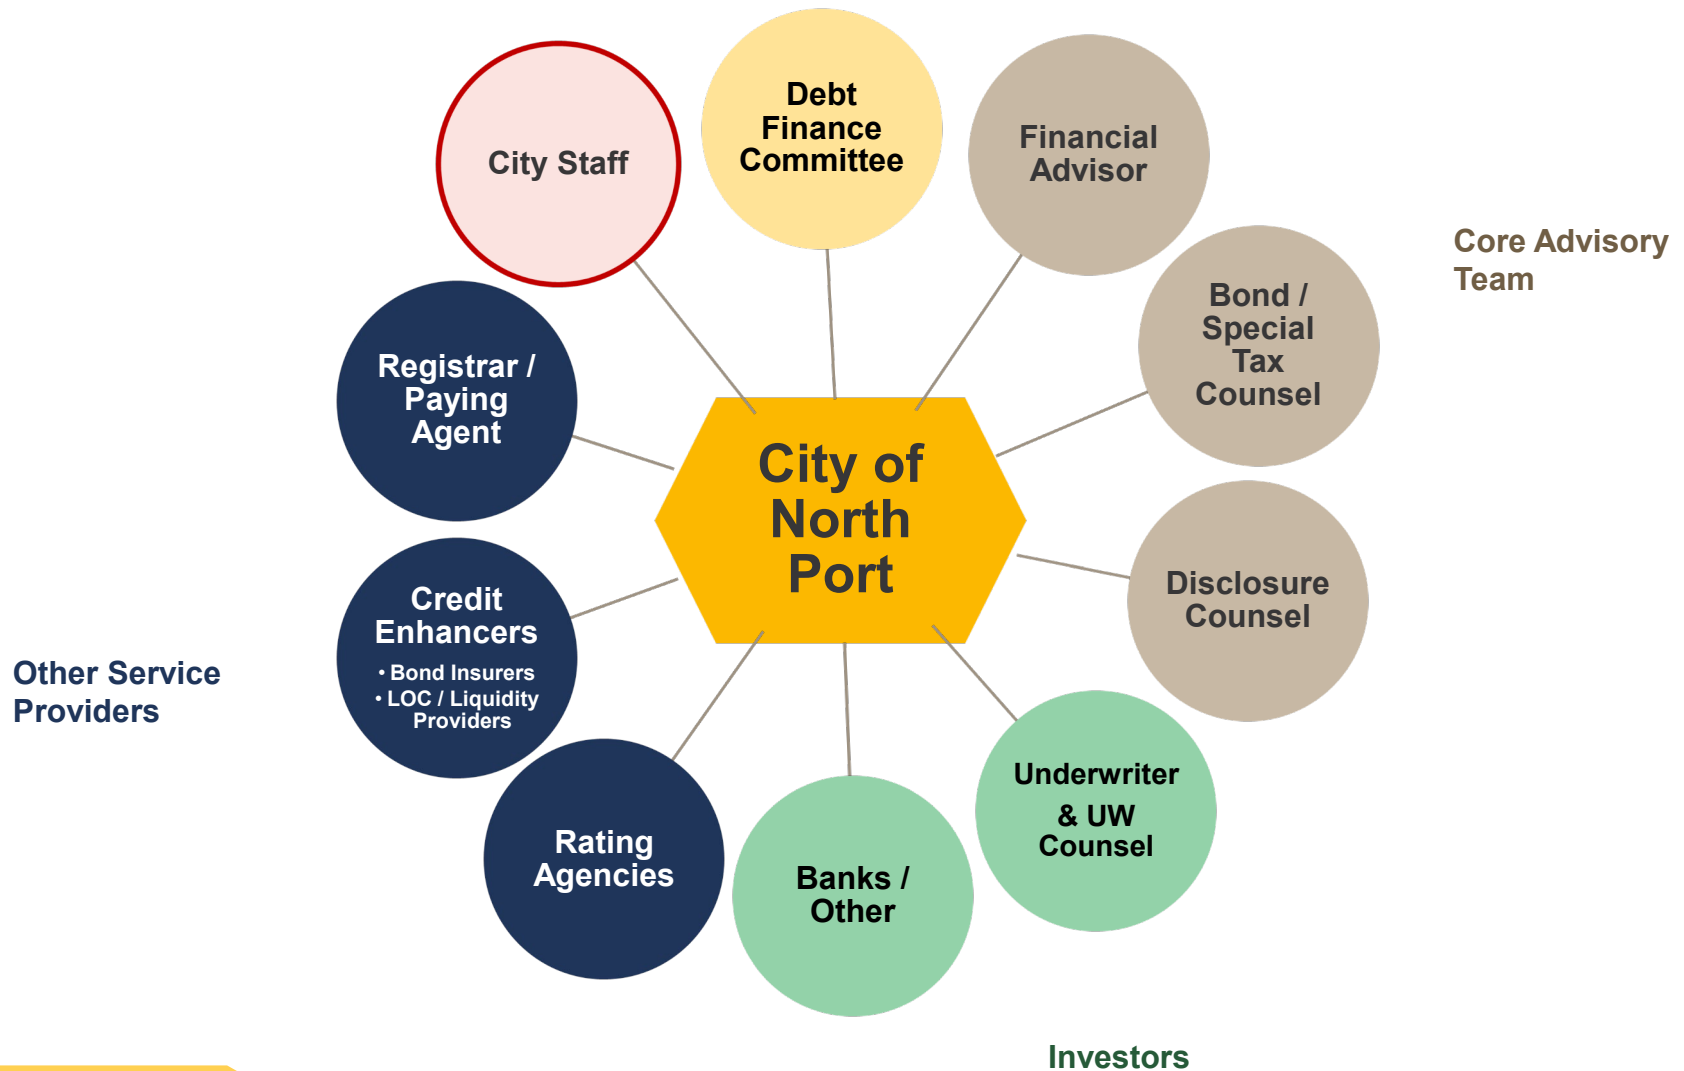 Debt
Finance
Committee
Financial
Advisor
City Staff
Core Advisory
Team
Bond /
Special
Tax
Counsel
Registrar /
Paying
Agent
City of
North
Port
Disclosure
Counsel
Credit
Enhancers
• Bond Insurers
• LOC / Liquidity
Providers
Other Service
Providers
Underwriter
& UW
Counsel
Rating
Agencies
Banks /
Other
Investors